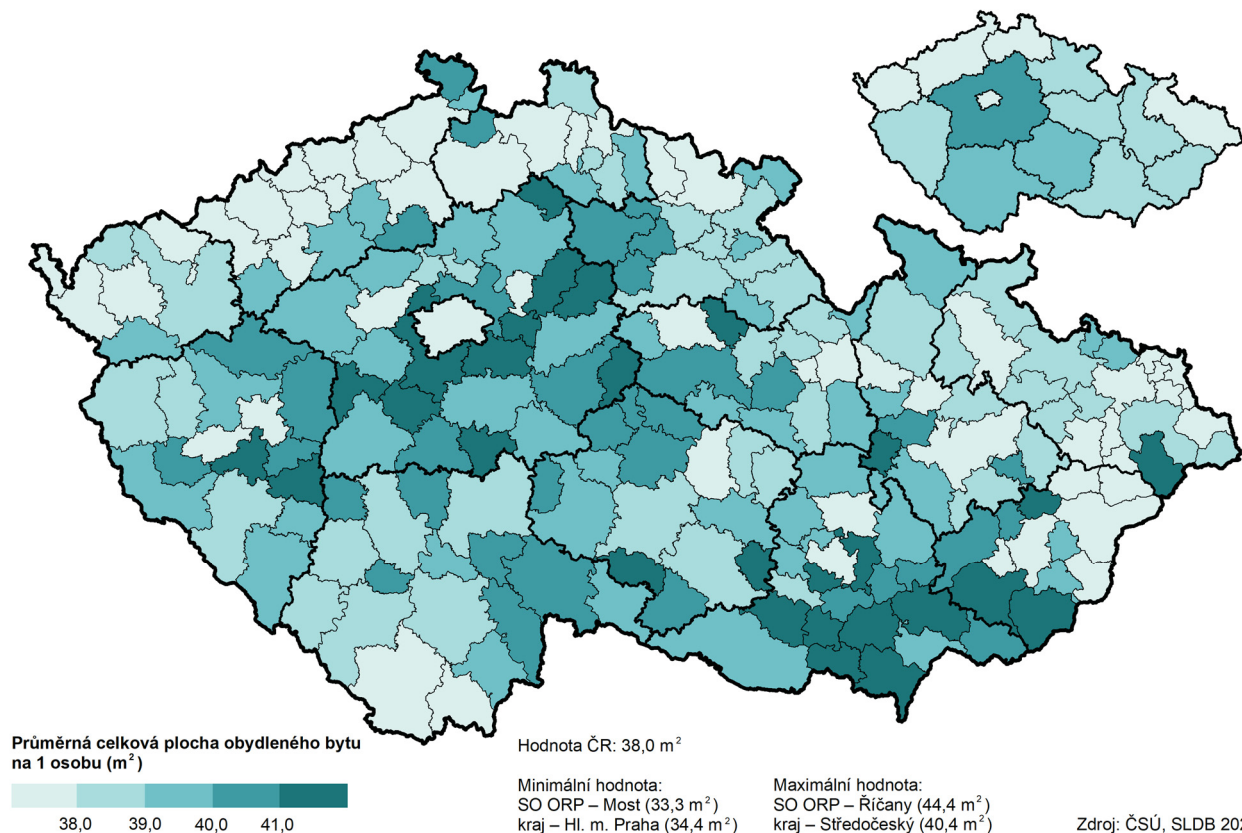 Průměrná celková plocha obydleného bytu
na 1 osobu (m²)
38,0 39,0 40,0 41,0
Hodnota ČR: 38,0 m²
Minimální hodnota:
SO ORP – Most (33,3 m²)
kraj – Hl. m. Praha (34,4 m²)
Maximální hodnota:
SO ORP – Říčany (44,4 m²)
kraj – Středočeský (40,4 m²)
Zdroj: ČSÚ, SLDB 202